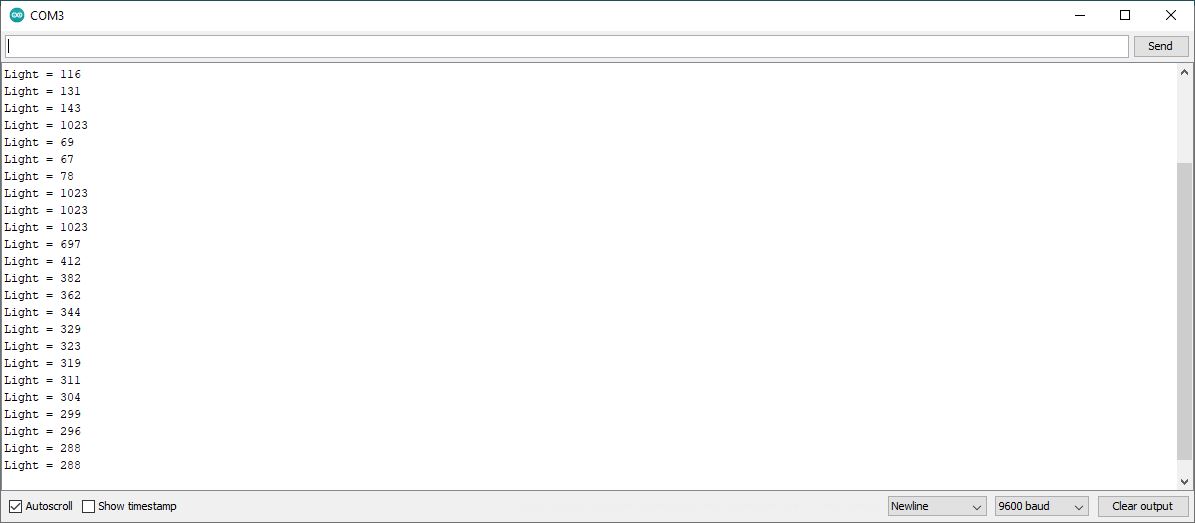 COM3
Send
Light = 116
Light = 131
Light = 143
Light = 1023
Light = 69
Light = 67
Light = 78
Light = 1023
Light = 1023
Light = 1023
Light = 697
Light = 412
Light = 382
Light = 362
Light = 344
Light = 329
Light = 323
Light = 319
Light = 311
Light = 304
Light = 299
Light = 296
Light = 288
Light = 288
Autoscroll Show timestamp Newline 9600 baud Clear output